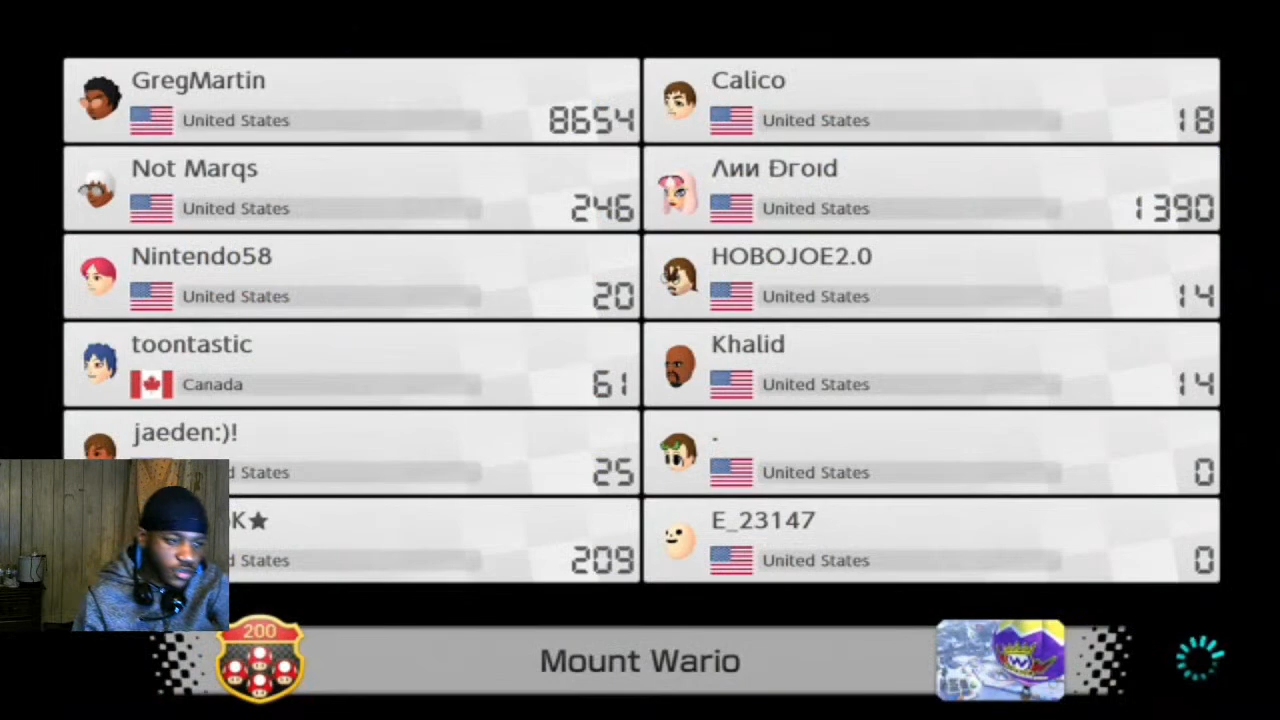 GregMartin
United States
8654
Calico
United States
18
Not Marqs
United States
246
Λии Đroıd
United States
1390
Nintendo58
United States
20
HOBOJOE2.0
United States
14
toontastic
Canada
61
Khalid
United States
14
jaeden:)!
d States
25
.
United States
0
K★
d States
209
E_23147
United States
0
200
Mount Wario